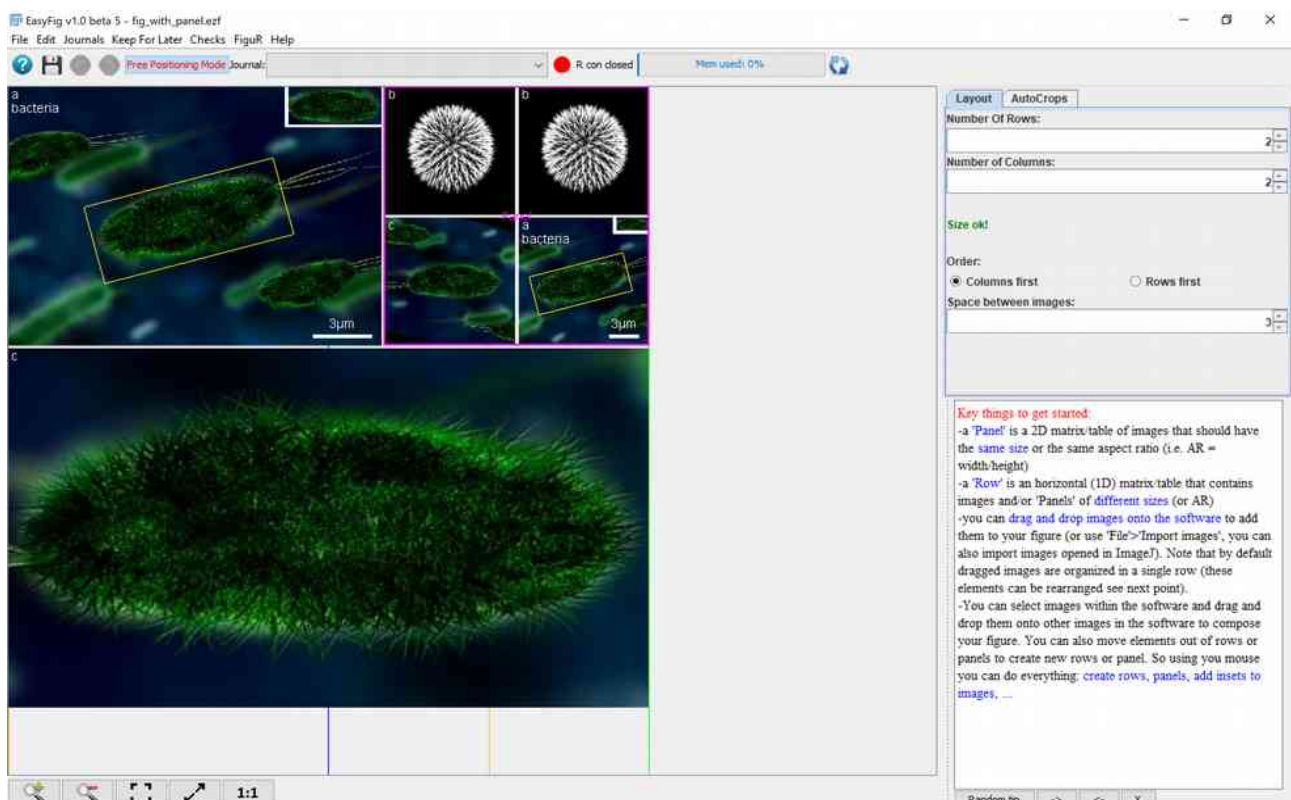 EasyFig v1.0 beta 5 - fig_with_panel.ezf
File Edit Journals Keep For Later Checks FiguR Help
Free Positioning Mode Journal: R con closed Mem used: 0%
a
bacteria
3µm
b
b
c
a
bacteria
3µm
c
Layout AutoCrops
Number Of Rows:
2
Number of Columns:
2
Size ok!
Order:
Columns first Rows first
Space between images:
3
Key things to get started:
-a 'Panel' is a 2D matrix/table of images that should have
the same size or the same aspect ratio (i.e. AR =
width/height)
-a 'Row' is an horizontal (1D) matrix/table that contains
images and/or 'Panels' of different sizes (or AR)
-you can drag and drop images onto the software to add
them to your figure (or use 'File'>'Import images', you can
also import images opened in ImageJ). Note that by default
dragged images are organized in a single row (these
elements can be rearranged see next point).
-You can select images within the software and drag and
drop them onto other images in the software to compose
your figure. You can also move elements out of rows or
panels to create new rows or panel. So using you mouse
you can do everything: create rows, panels, add insets to
images, ...
1:1
Random tip -> <- X